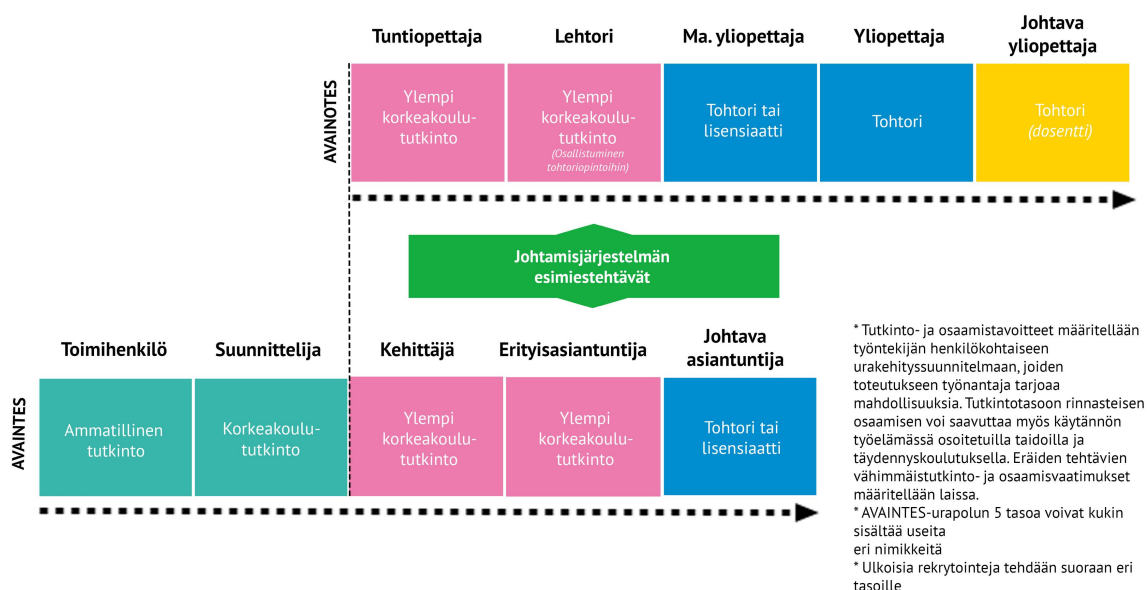 Tuntiopettaja
Lehtori
Ma. yliopettaja
Yliopettaja
Johtava
yliopettaja
AVAINOTES
Ylempi
korkeakoulu-
tutkinto
Ylempi
korkeakoulu-
tutkinto
(Osallistuminen
tohtoriopintoihin)
Tohtori tai
lisensiaatti
Tohtori
Tohtori
(dosentti)
Johtamisjärjestelmän
esimiestehtävät
Toimihenkilö
Suunnittelija
Kehittäjä
Erityisasiantuntija
Johtava
asiantuntija
AVAINTES
Ammatillinen
tutkinto
Korkeakoulu-
tutkinto
Ylempi
korkeakoulu-
tutkinto
Ylempi
korkeakoulu-
tutkinto
Tohtori tai
lisensiaatti
* Tutkinto- ja osaamistavoitteet määritellään
työntekijän henkilökohtaiseen
urakehityssuunnitelmaan, joiden
toteutukseen työnantaja tarjoaa
mahdollisuuksia. Tutkintotasoon rinnasteisen
osaamisen voi saavuttaa myös käytännön
työelämässä osoitetuilla taidoilla ja
täydennyskoulutuksella. Eräiden tehtävien
vähimmäistutkinto- ja osaamisvaatimukset
määritellään laissa.
* AVAINTES-urapolun 5 tasoa voivat kukin
sisältää useita
eri nimikkeitä
* Ulkoisia rekrytointeja tehdään suoraan eri
tasoille